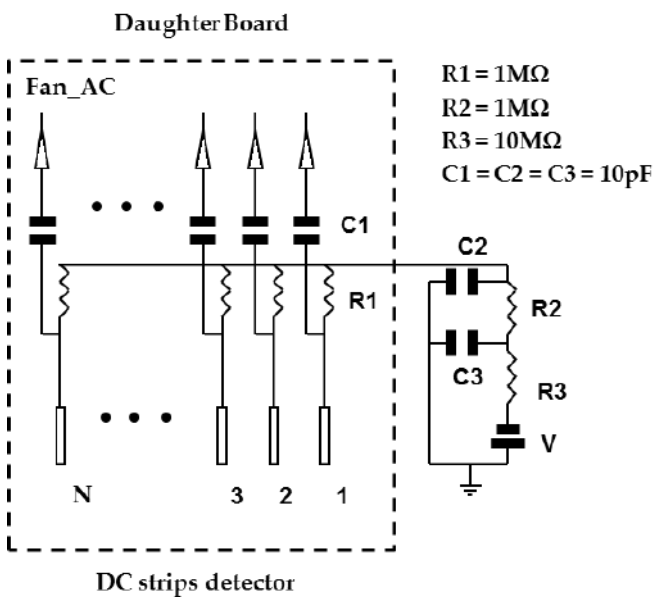 Daughter Board
Fan_AC
R1 = 1MΩ
R2 = 1MΩ
R3 = 10MΩ
C1 = C2 = C3 = 10pF
C1
C2
R1
R2
C3
R3
V
N
3
2
1
DC strips detector